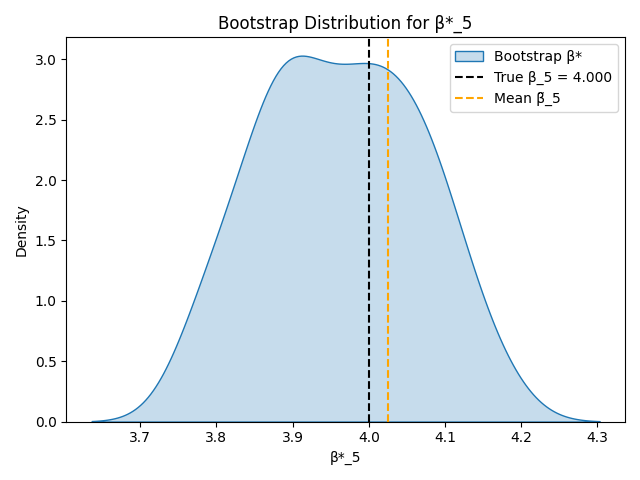 Bootstrap Distribution for β*_5
Bootstrap β*
True β_5 = 4.000
Mean β̂_5
Density
3.0
2.5
2.0
1.5
1.0
0.5
0.0
3.7 3.8 3.9 4.0 4.1 4.2 4.3
β*_5